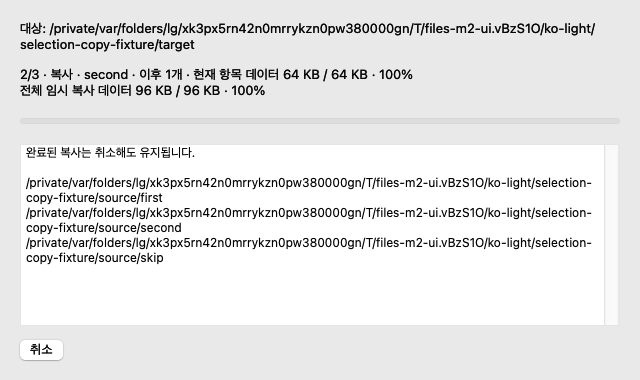 대상: /private/var/folders/lg/xk3px5rn42n0mrrykzn0pw380000gn/T/files-m2-ui.vBzS1O/ko-light/
selection-copy-fixture/target
2/3 · 복사 · second · 이후 1개 · 현재 항목 데이터 64 KB / 64 KB · 100%
전체 임시 복사 데이터 96 KB / 96 KB · 100%
완료된 복사는 취소해도 유지됩니다.
/private/var/folders/lg/xk3px5rn42n0mrrykzn0pw380000gn/T/files-m2-ui.vBzS1O/ko-light/selection-
copy-fixture/source/first
/private/var/folders/lg/xk3px5rn42n0mrrykzn0pw380000gn/T/files-m2-ui.vBzS1O/ko-light/selection-
copy-fixture/source/second
/private/var/folders/lg/xk3px5rn42n0mrrykzn0pw380000gn/T/files-m2-ui.vBzS1O/ko-light/selection-
copy-fixture/source/skip
취소